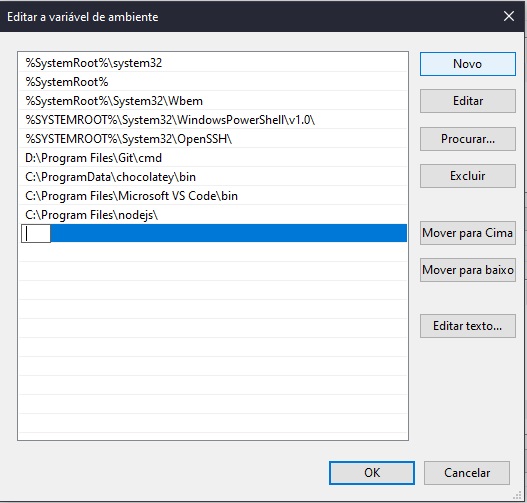 Editar a variável de ambiente
%SystemRoot%\system32
%SystemRoot%
%SystemRoot%\System32\Wbem
%SYSTEMROOT%\System32\WindowsPowerShell\v1.0\
%SYSTEMROOT%\System32\OpenSSH\
D:\Program Files\Git\cmd
C:\ProgramData\chocolatey\bin
C:\Program Files\Microsoft VS Code\bin
C:\Program Files\nodejs\
Novo
Editar
Procurar...
Excluir
Mover para Cima
Mover para baixo
Editar texto...
OK
Cancelar